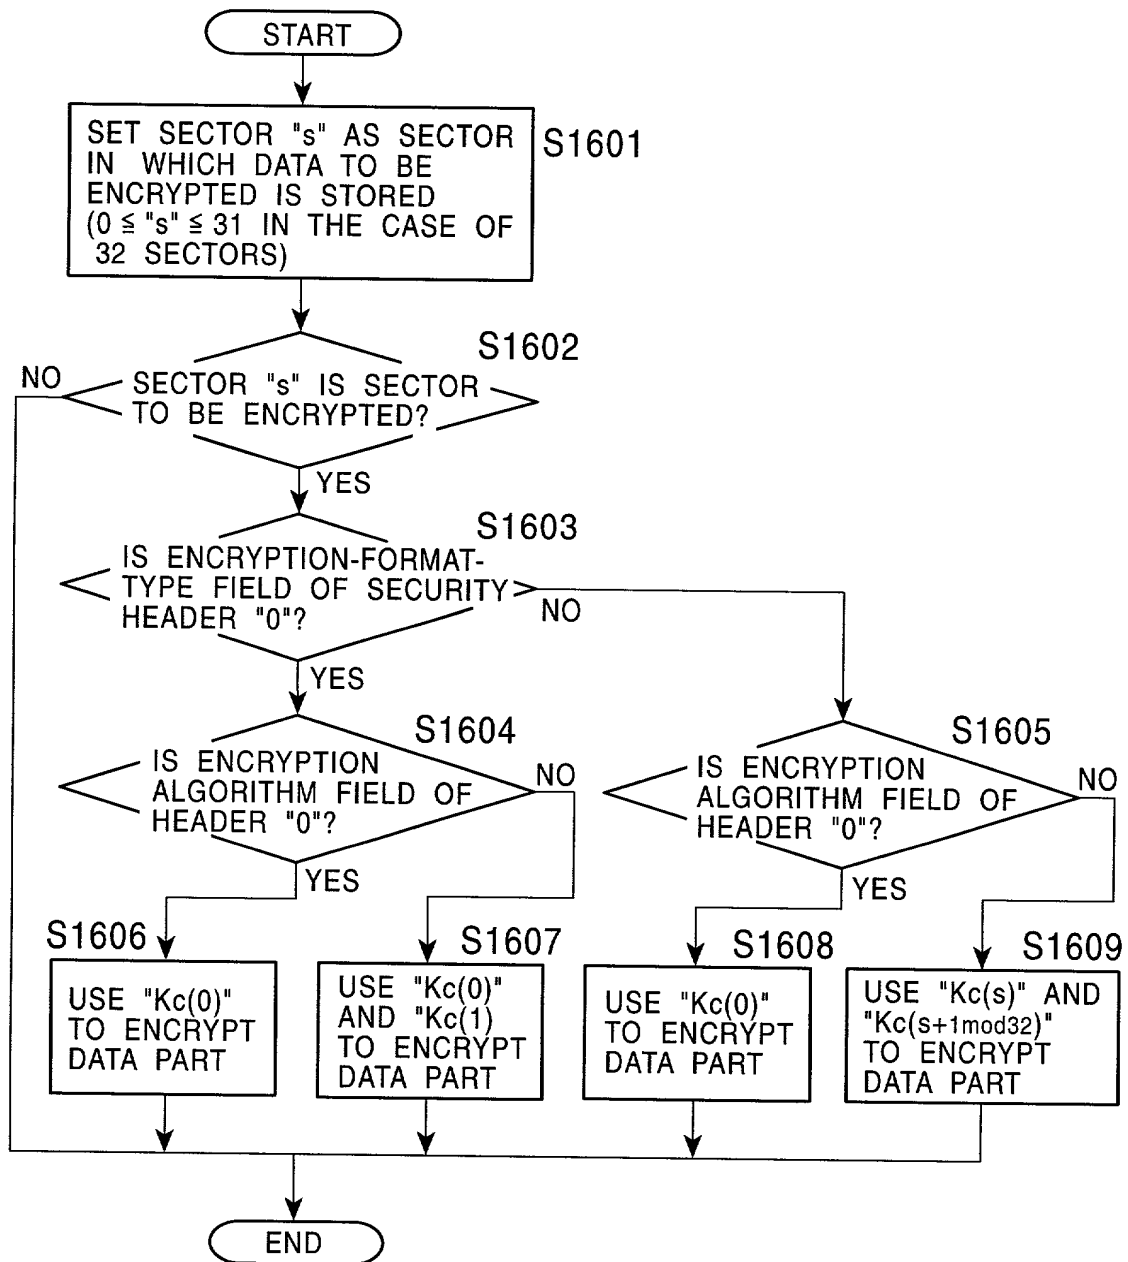 START
SET SECTOR "s" AS SECTOR
IN WHICH DATA TO BE
ENCRYPTED IS STORED
(0 ≦ "s" ≦ 31 IN THE CASE OF
32 SECTORS)
S1601
S1602
NO
SECTOR "s" IS SECTOR
TO BE ENCRYPTED?
YES
S1603
IS ENCRYPTION-FORMAT-
TYPE FIELD OF SECURITY
HEADER "0"?
NO
YES
S1604
IS ENCRYPTION
ALGORITHM FIELD OF
HEADER "0"?
NO
YES
S1605
IS ENCRYPTION
ALGORITHM FIELD OF
HEADER "0"?
NO
YES
S1606
USE "Kc(0)"
TO ENCRYPT
DATA PART
S1607
USE "Kc(0)"
AND "Kc(1)
TO ENCRYPT
DATA PART
S1608
USE "Kc(0)"
TO ENCRYPT
DATA PART
S1609
USE "Kc(s)" AND
"Kc(s+1mod32)"
TO ENCRYPT
DATA PART
END